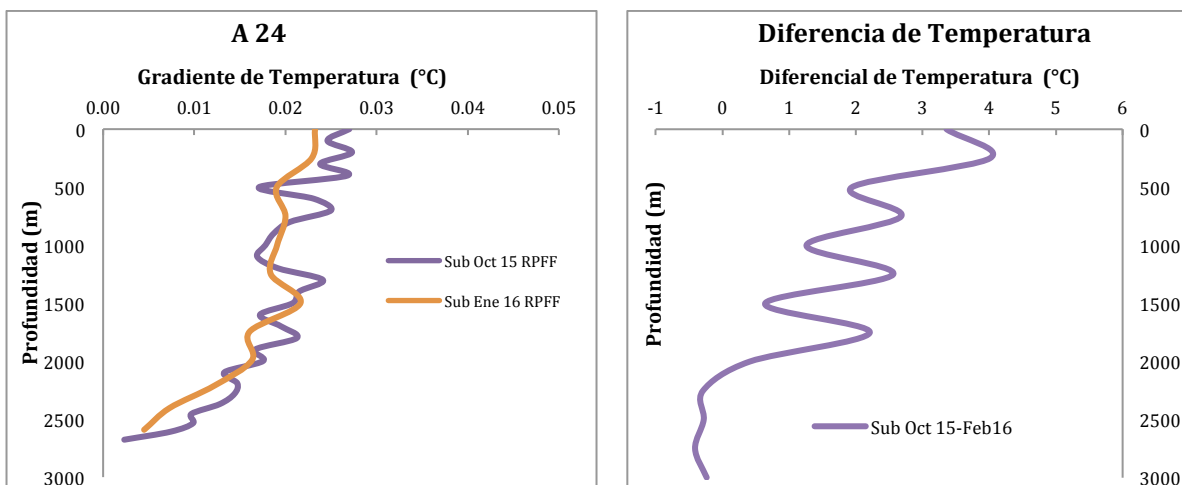 A 24
Gradiente de Temperatura (°C)
0.00 0.01 0.02 0.03 0.04 0.05
Profundidad (m)
0
500
1000
1500
2000
2500
3000
Sub Oct 15 RPFF
Sub Ene 16 RPFF
Diferencia de Temperatura
Diferencial de Temperatura (°C)
-1 0 1 2 3 4 5 6
Profundidad (m)
0
500
1000
1500
2000
2500
3000
Sub Oct 15-Feb16